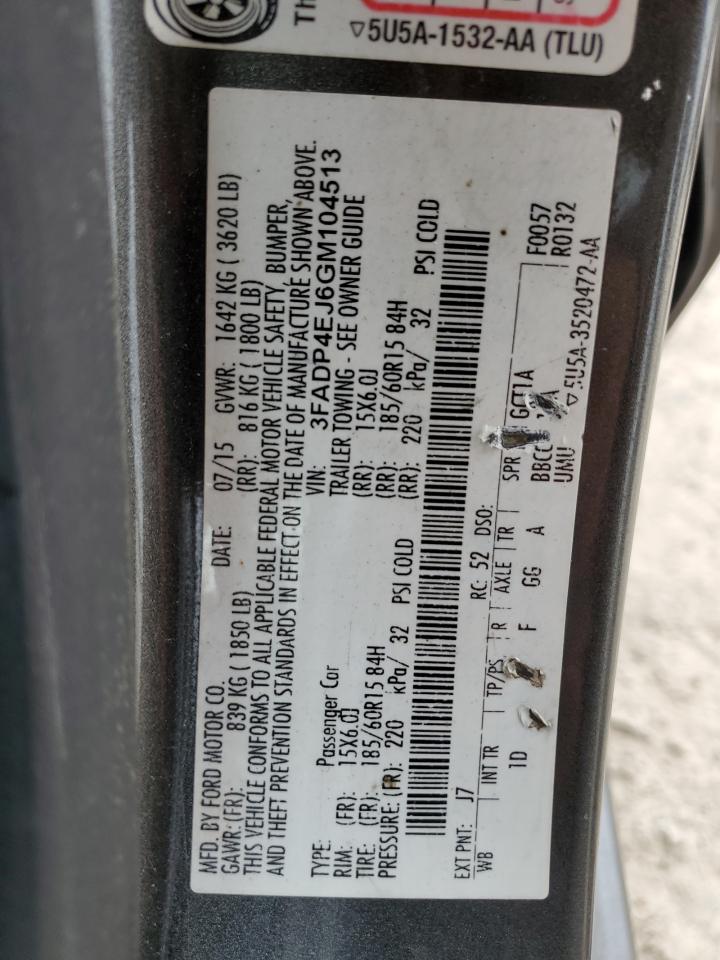 Th
▽5U5A-1532-AA (TLU)
MFD. BY FORD MOTOR CO.
DATE: 07/15 GVWR: 1642 KG ( 3620 LB)
GAWR:(FR): 839 KG ( 1850 LB) (RR): 816 KG ( 1800 LB)
THIS VEHICLE CONFORMS TO ALL APPLICABLE FEDERAL MOTOR VEHICLE SAFETY, BUMPER,
AND THEFT PREVENTION STANDARDS IN EFFECT ON THE DATE OF MANUFACTURE SHOWN ABOVE.
VIN: 3FADP4EJ6GM104513
TYPE: Passenger Car TRAILER TOWING - SEE OWNER GUIDE
RIM: (FR): 15X6.0J (RR): 15X6.0J
TIRE: (FR): 185/60R15 84H (RR): 185/60R15 84H
PRESSURE: (FR): 220 kPa/ 32 PSI COLD (RR): 220 kPa/ 32 PSI COLD
EXT PNT: J7 RC: 52 DSO: F0057
WB INT TR TP/PS R AXLE TR SPR R0132
1D F GG A BBCC
UMU ▽5U5A-3520472-AA